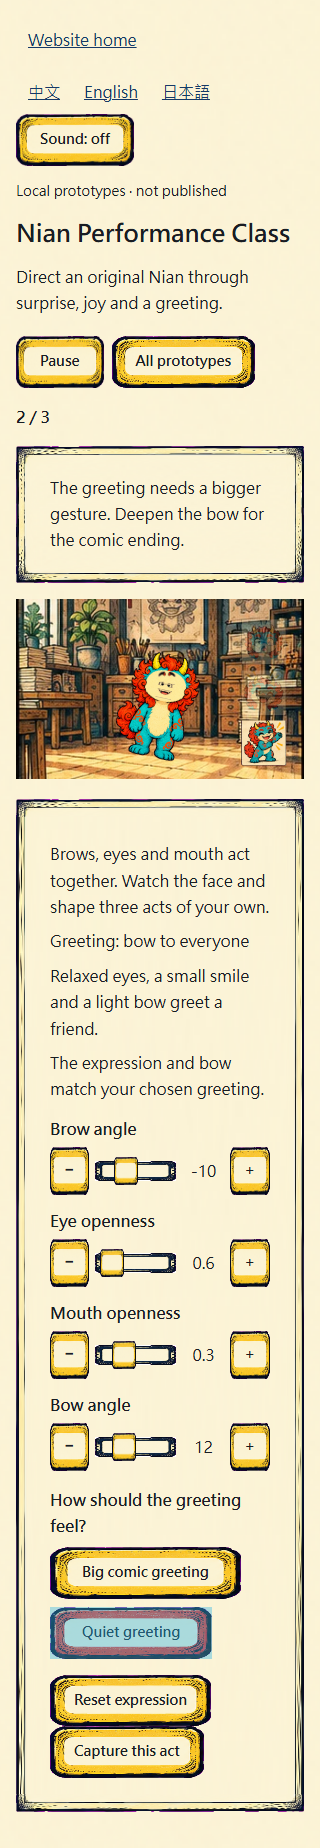 Website home
中文 English 日本語
Sound: off
Local prototypes · not published
Nian Performance Class
Direct an original Nian through
surprise, joy and a greeting.
Pause All prototypes
2 / 3
The greeting needs a bigger
gesture. Deepen the bow for
the comic ending.
Brows, eyes and mouth act
together. Watch the face and
shape three acts of your own.
Greeting: bow to everyone
Relaxed eyes, a small smile
and a light bow greet a
friend.
The expression and bow
match your chosen greeting.
Brow angle
− -10 +
Eye openness
− 0.6 +
Mouth openness
− 0.3 +
Bow angle
− 12 +
How should the greeting
feel?
Big comic greeting
Quiet greeting
Reset expression
Capture this act